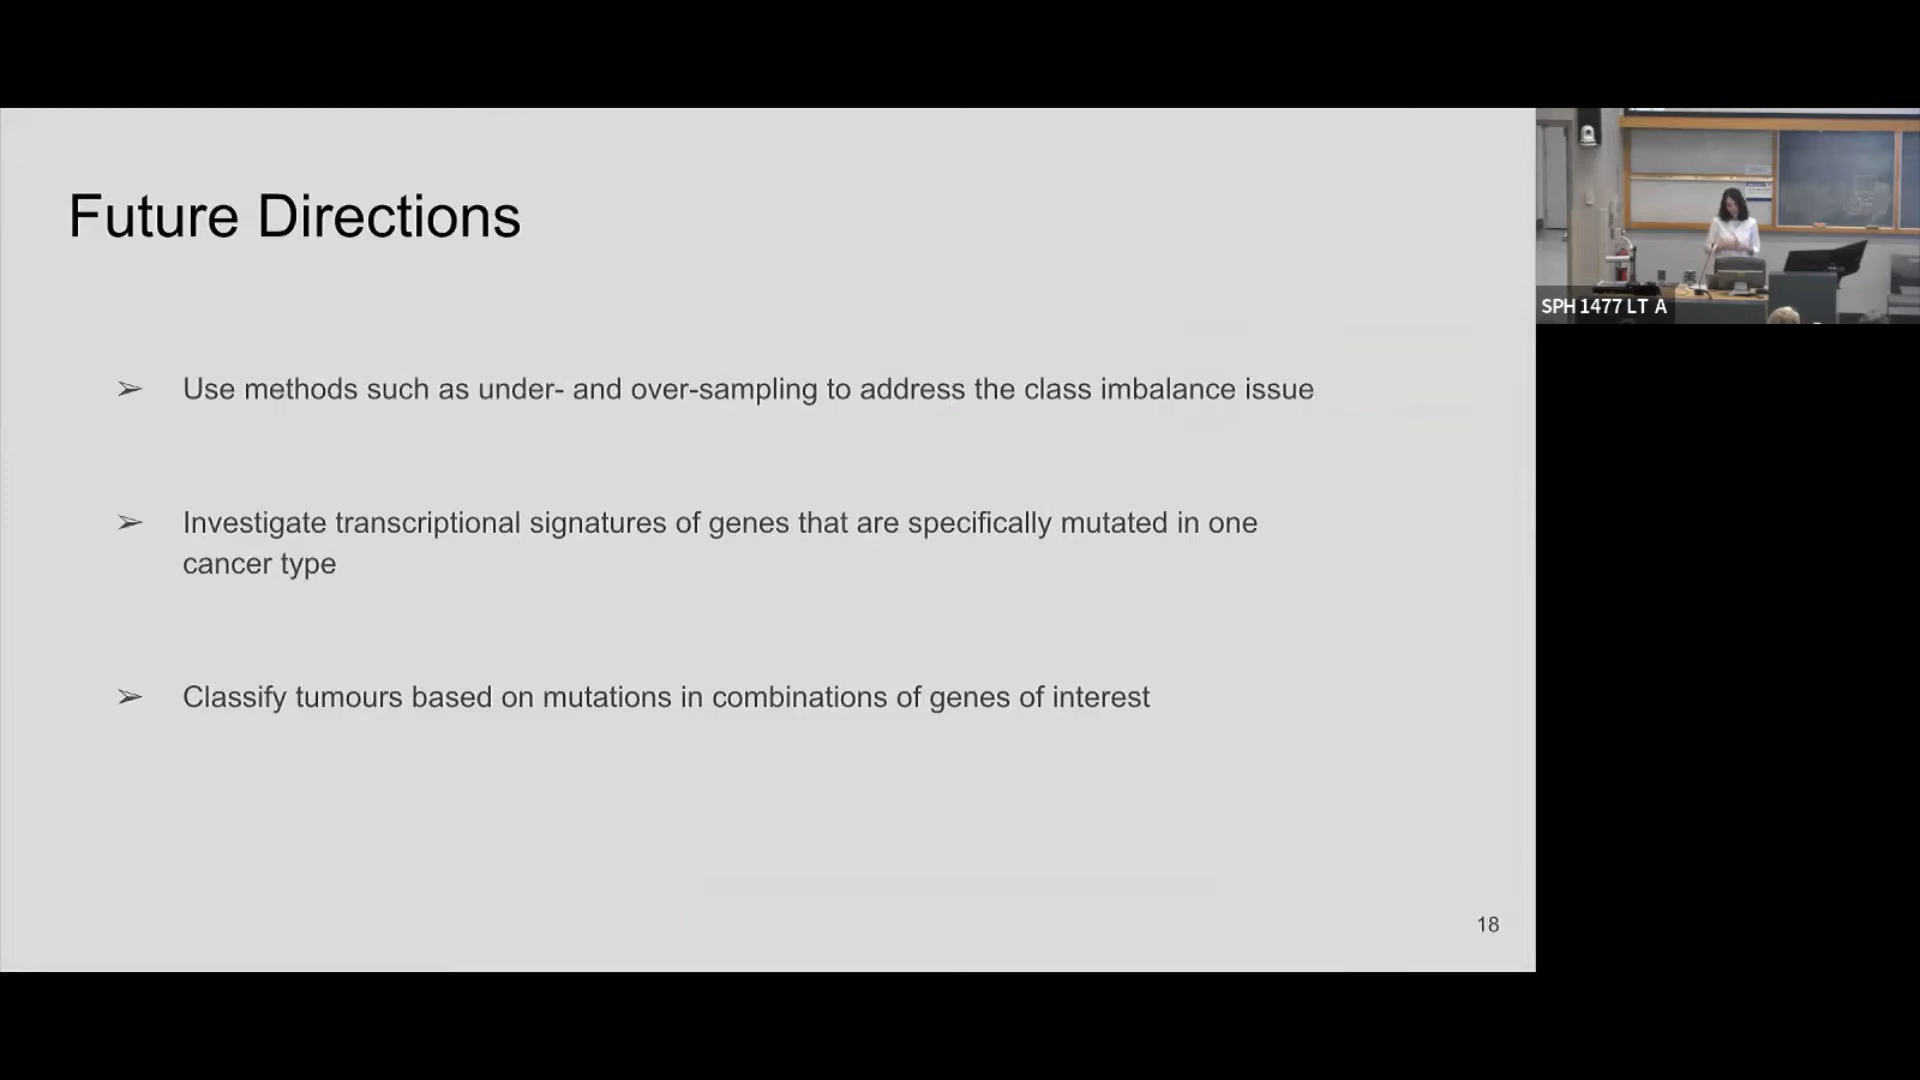 Future Directions
➢ Use methods such as under- and over-sampling to address the class imbalance issue
➢ Investigate transcriptional signatures of genes that are specifically mutated in one
cancer type
➢ Classify tumours based on mutations in combinations of genes of interest
18
SPH 1477 LT A